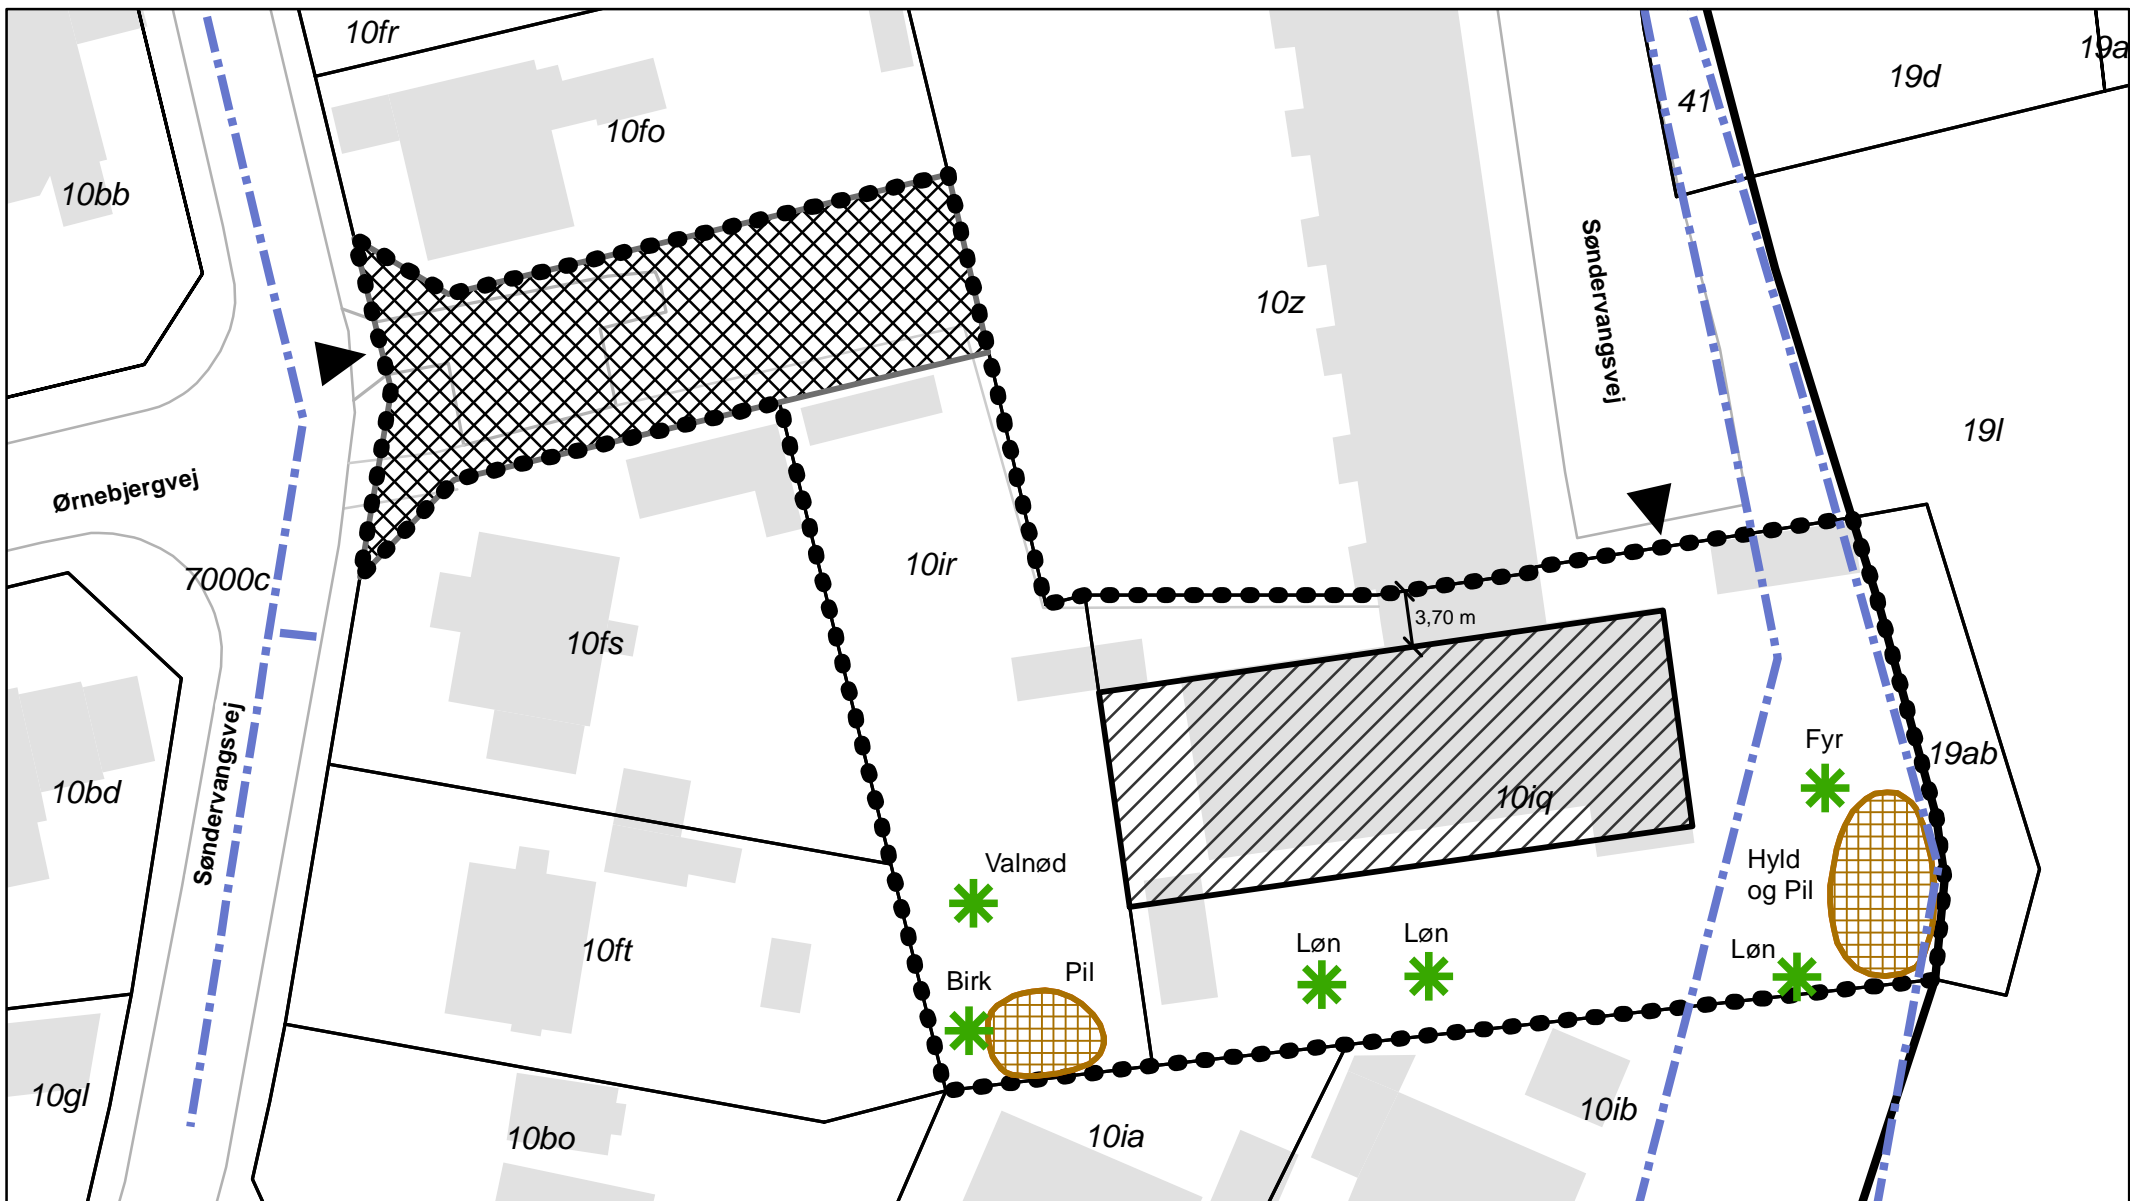 10fr
10fo
10bb
41
19d
19a
10z
Søndervangsvej
19l
Ørnebjergvej
7000c
10ir
10fs
3,70 m
Søndervangsvej
10bd
10iq
Fyr
19ab
Hyld
og Pil
Valnød
10ft
Løn
Løn
Løn
Birk
Pil
10gl
10bo
10ia
10ib